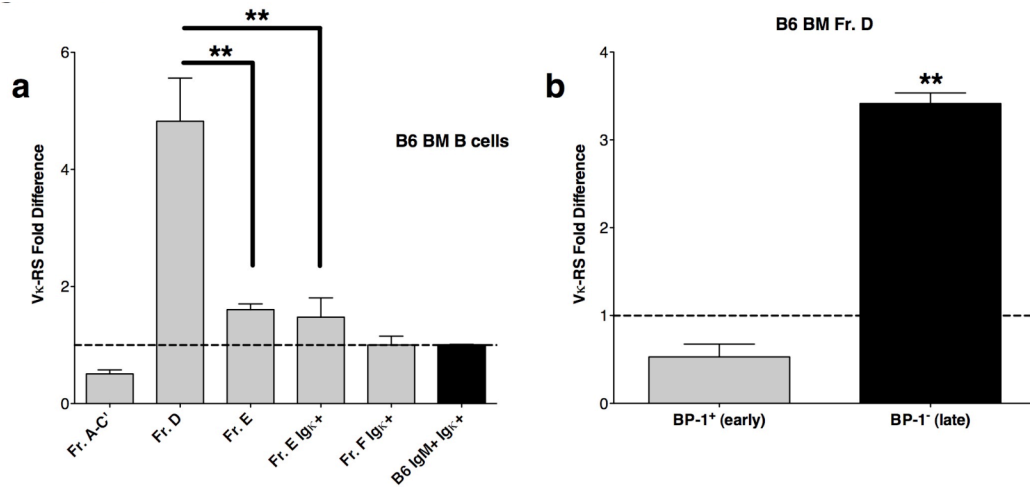 a
**
**
6
4
2
0
Vκ-RS Fold Difference
B6 BM B cells
Fr. A-C'
Fr. D
Fr. E
Fr. E Igκ+
Fr. F Igκ+
B6 IgM+ Igκ+
b
B6 BM Fr. D
4
3
2
1
0
Vκ-RS Fold Difference
**
BP-1⁺ (early)
BP-1⁻ (late)